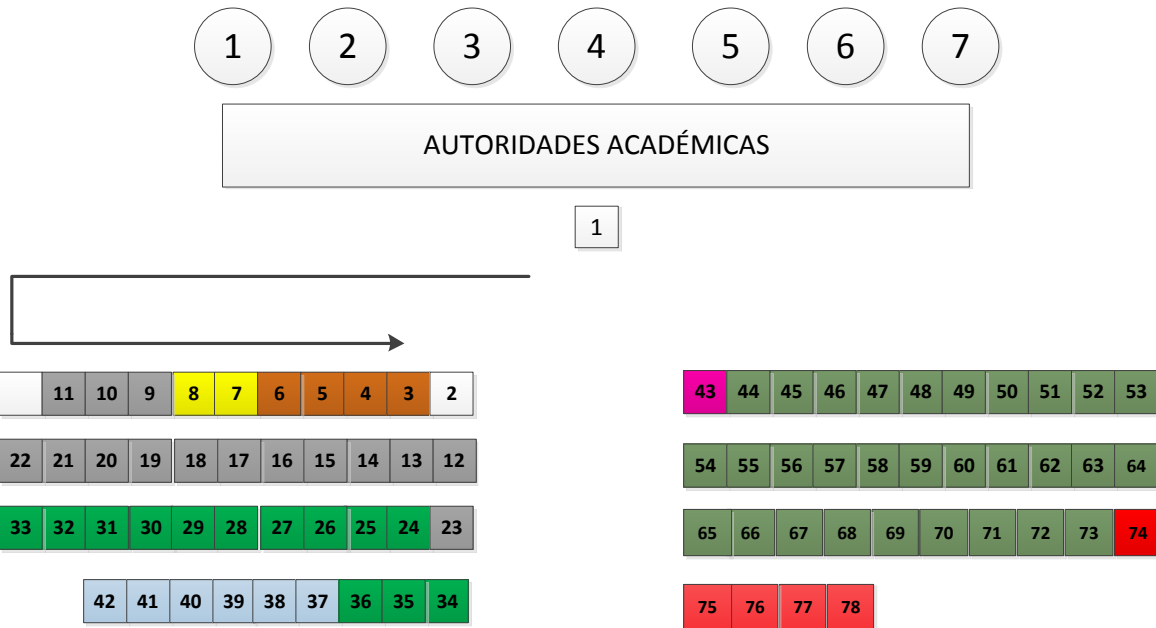 1 2 3 4 5 6 7
AUTORIDADES ACADÉMICAS
1
11 10 9 8 7 6 5 4 3 2
43 44 45 46 47 48 49 50 51 52 53
22 21 20 19 18 17 16 15 14 13 12
54 55 56 57 58 59 60 61 62 63 64
33 32 31 30 29 28 27 26 25 24 23
65 66 67 68 69 70 71 72 73 74
42 41 40 39 38 37 36 35 34
75 76 77 78